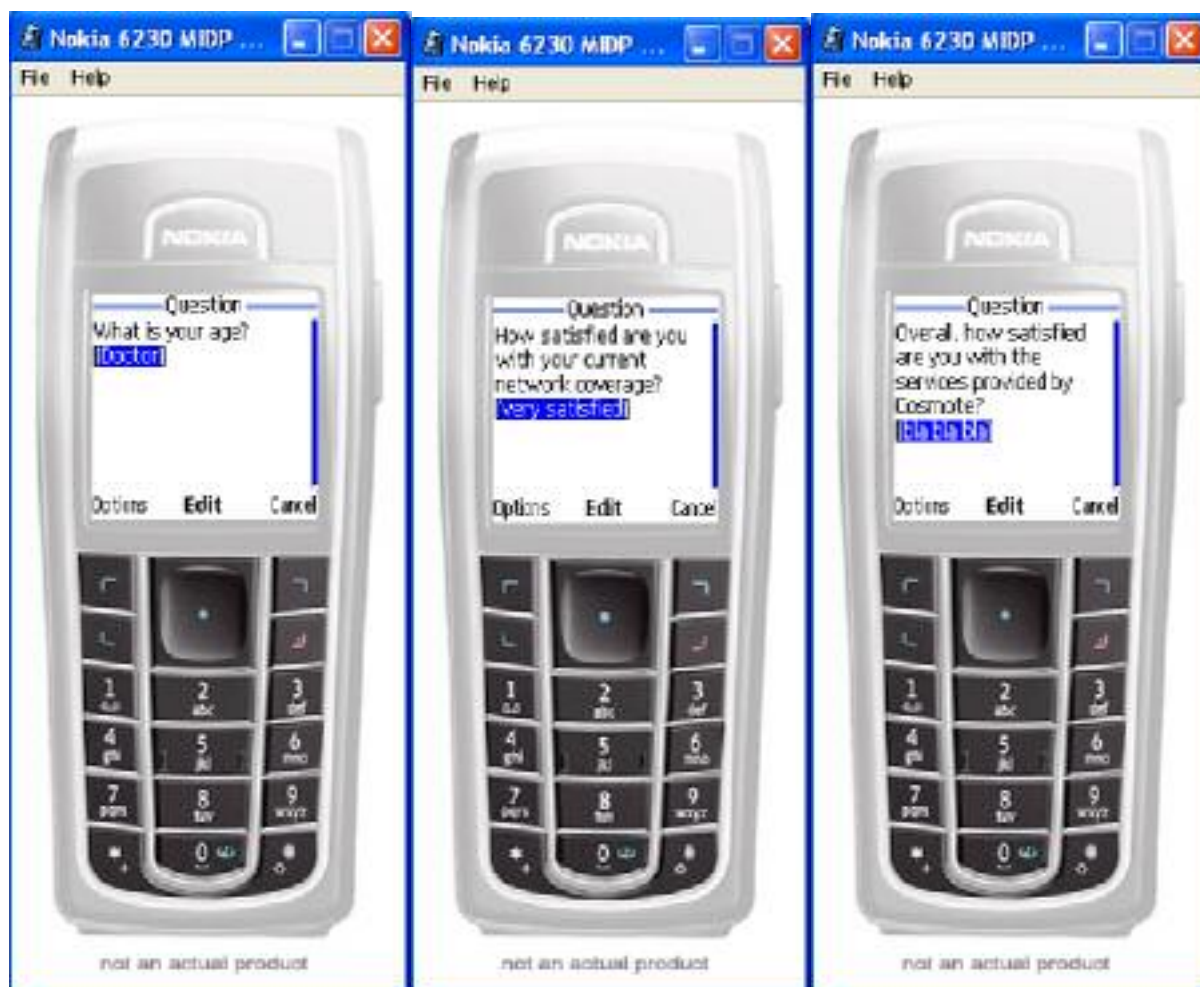 Nokia 6230 MIDP ...
File Help
NOKIA
Question
What is your age?
[Doctor]
Options Edit Cancel
1
2 abc
3 def
4 ghi
5 jkl
6 mno
7 pqrs
8 tuv
9 wxyz
* +
0
not an actual product
Nokia 6230 MIDP ...
File Help
NOKIA
Question
How satisfied are you
with your current
network coverage?
[very satisfied]
Options Edit Cancel
1
2 abc
3 def
4 ghi
5 jkl
6 mno
7 pqrs
8 tuv
9 wxyz
* +
0
not an actual product
Nokia 6230 MIDP ...
File Help
NOKIA
Question
Overall, how satisfied
are you with the
services provided by
Cosmote?
[bla bla bla]
Options Edit Cancel
1
2 abc
3 def
4 ghi
5 jkl
6 mno
7 pqrs
8 tuv
9 wxyz
* +
0
not an actual product